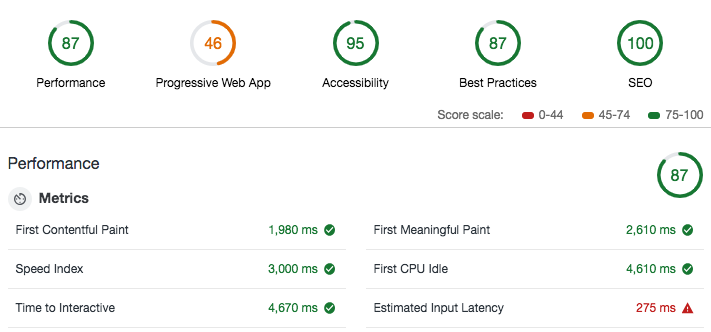 87 46 95 87 100
Performance Progressive Web App Accessibility Best Practices SEO
Score scale: 0-44 45-74 75-100
Performance 87
Metrics
First Contentful Paint 1,980 ms First Meaningful Paint 2,610 ms
Speed Index 3,000 ms First CPU Idle 4,610 ms
Time to Interactive 4,670 ms Estimated Input Latency 275 ms